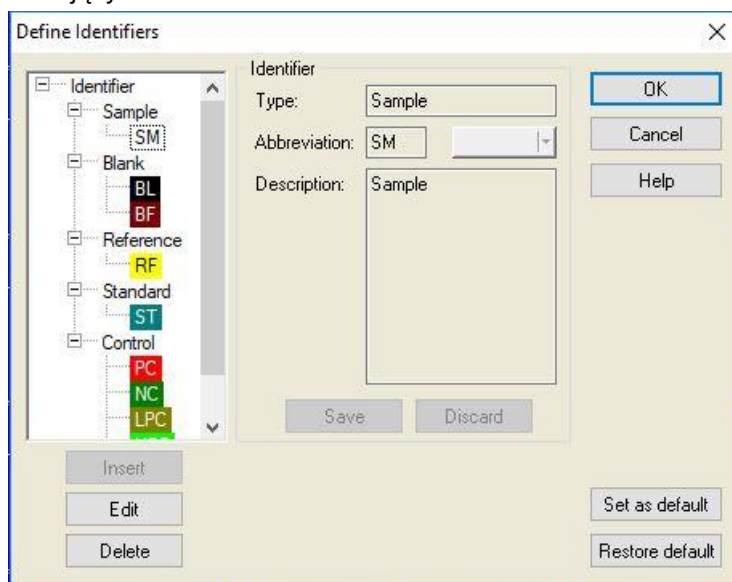 Define Identifiers
Identifier
Sample
SM
Blank
BL
BF
Reference
RF
Standard
ST
Control
PC
NC
LPC
Insert
Edit
Delete
Identifier
Type: Sample
Abbreviation: SM
Description: Sample
Save Discard
OK
Cancel
Help
Set as default
Restore default